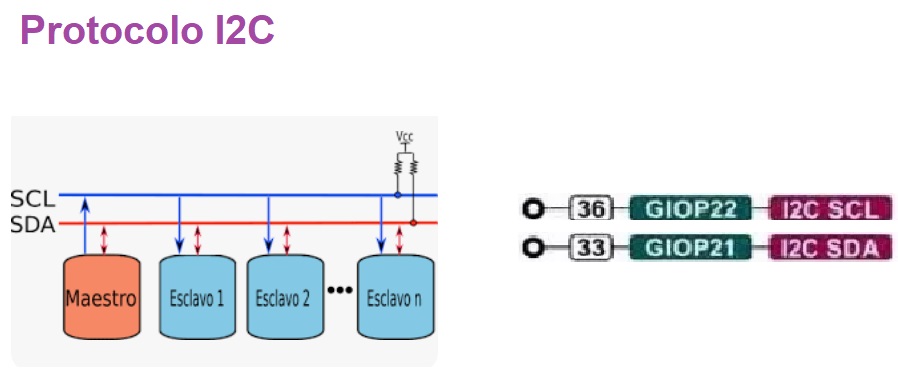 Protocolo I2C
Vcc
SCL
SDA
Maestro
Esclavo 1
Esclavo 2
•••
Esclavo n
36 GIOP22 I2C SCL
33 GIOP21 I2C SDA